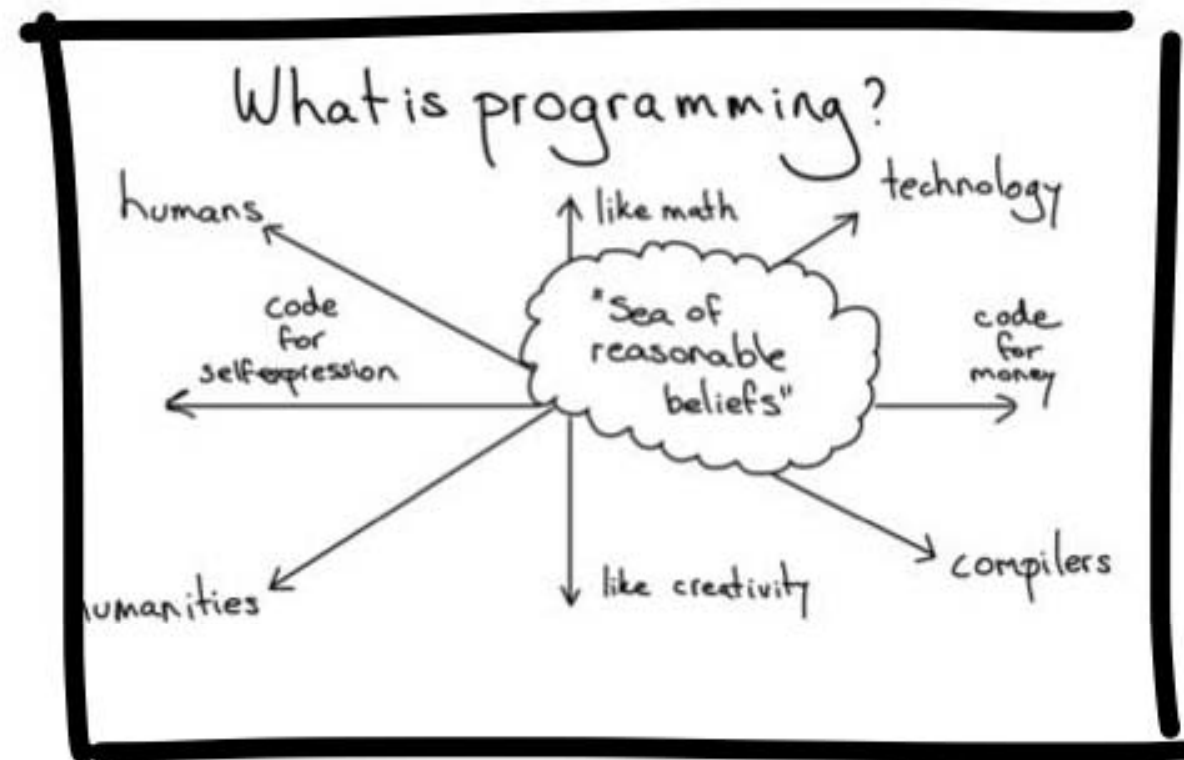 What is programming?
humans
like math
technology
code
for
selfexpression
"Sea of
reasonable
beliefs"
code
for
money
umanities
like creativity
compilers